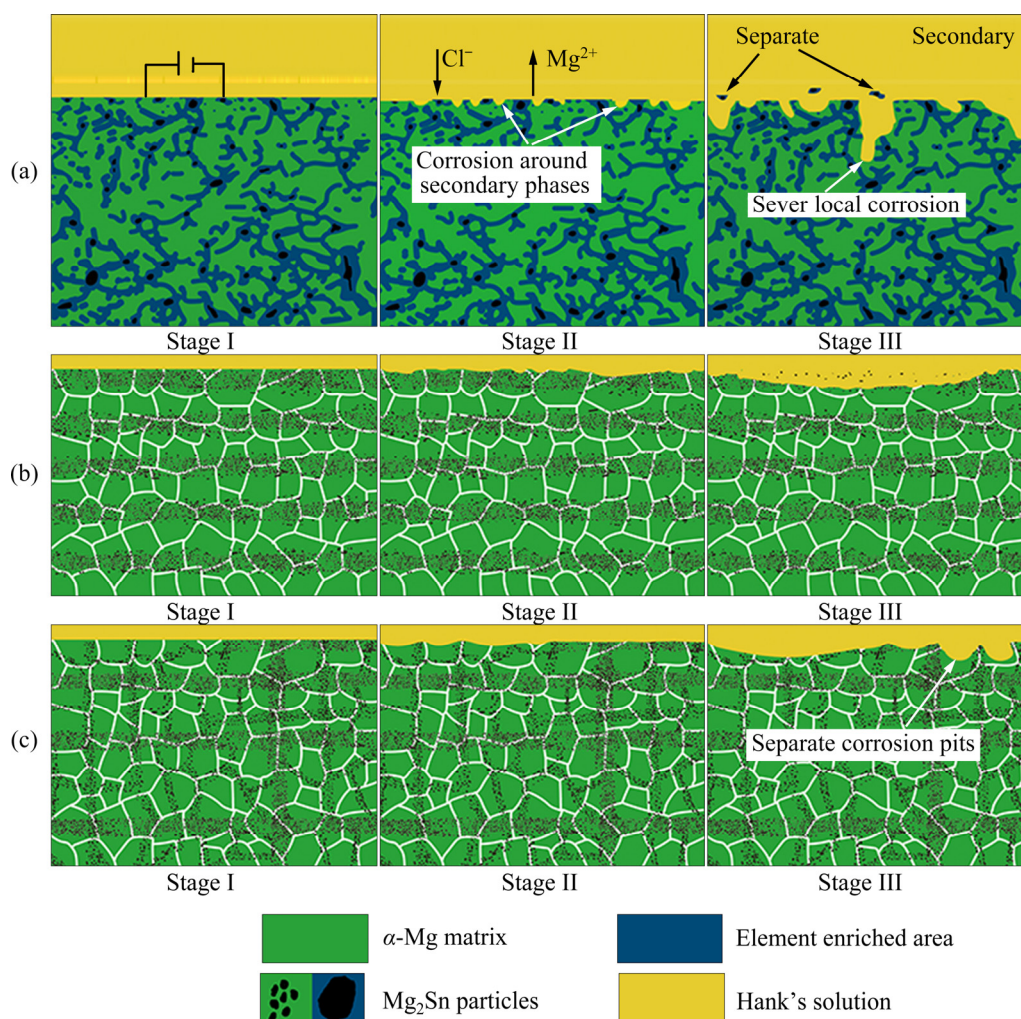 Cl⁻
Mg²⁺
Separate
Secondary
Corrosion around
secondary phases
Sever local corrosion
(a)
Stage I
Stage II
Stage III
(b)
Stage I
Stage II
Stage III
(c)
Separate corrosion pits
Stage I
Stage II
Stage III
α-Mg matrix
Element enriched area
Mg₂Sn particles
Hank's solution